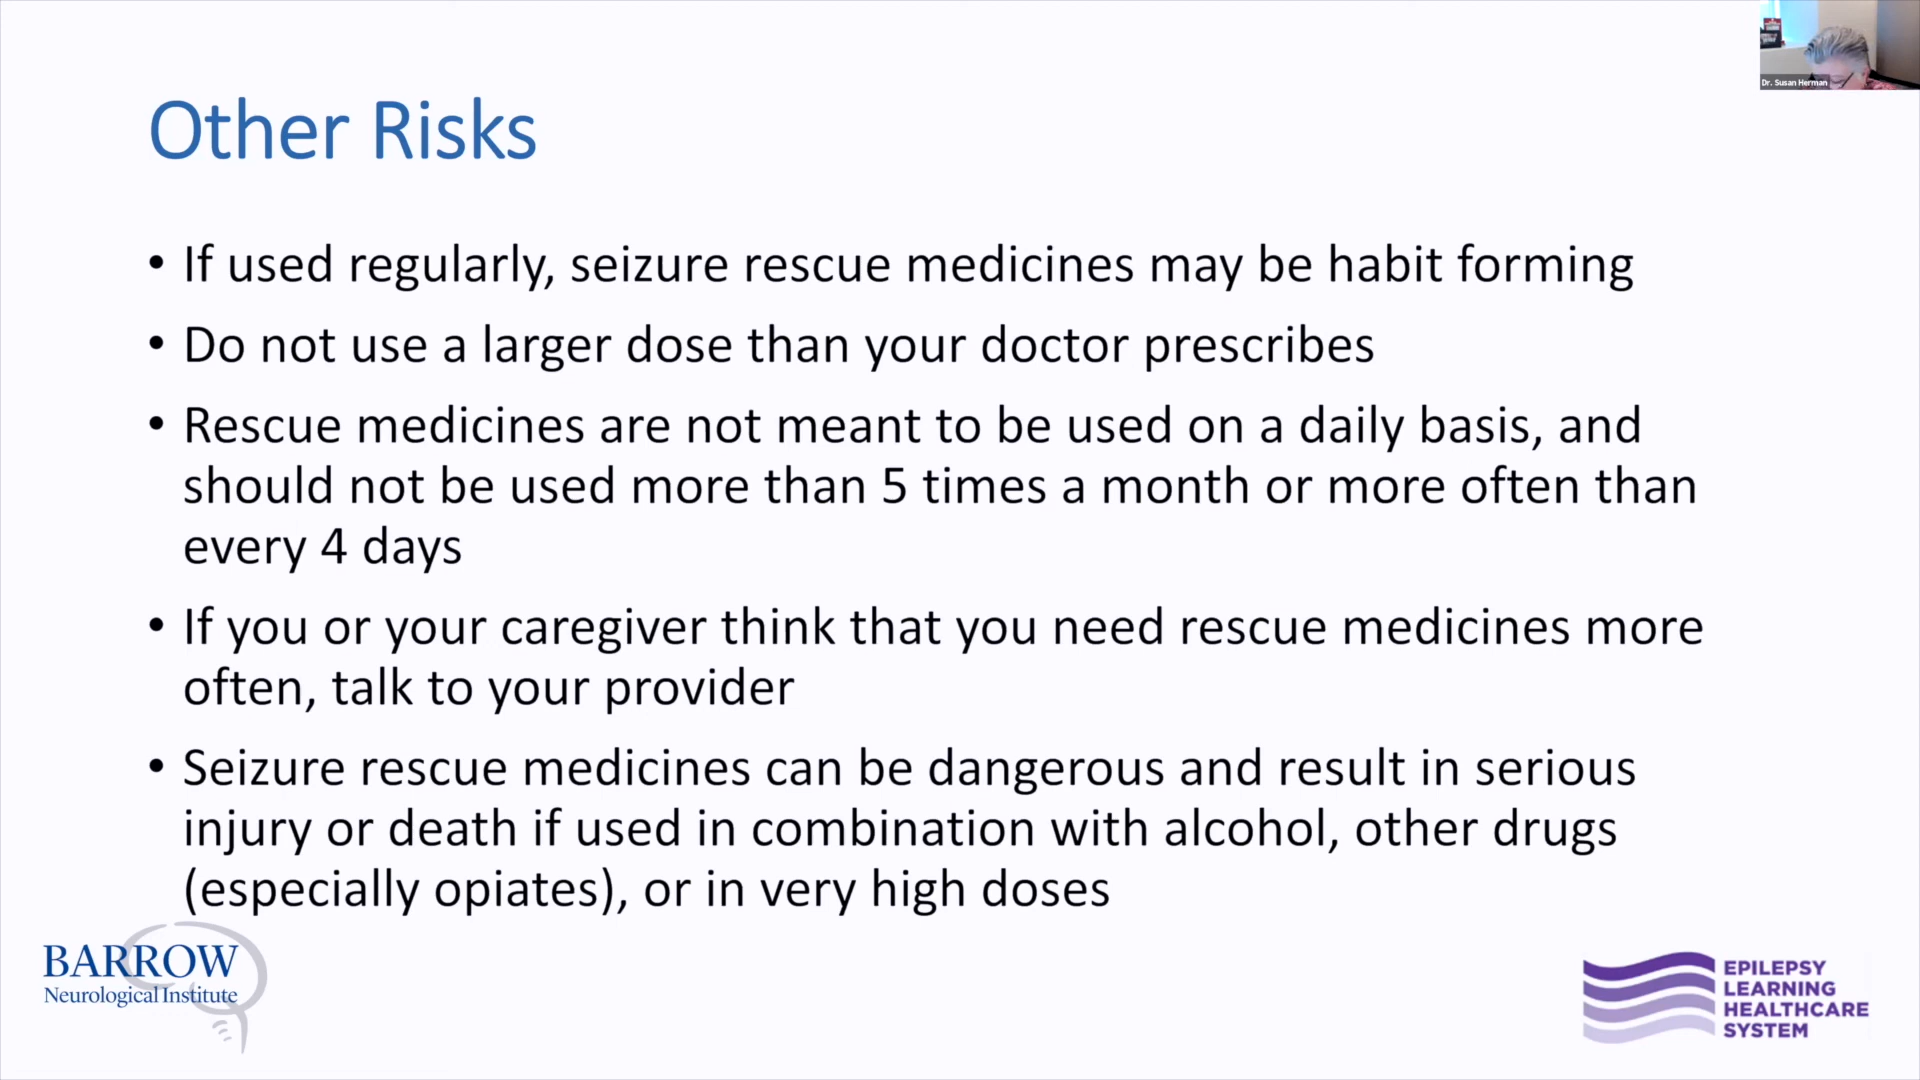 Dr. Susan Herman
Other Risks
• If used regularly, seizure rescue medicines may be habit forming
• Do not use a larger dose than your doctor prescribes
• Rescue medicines are not meant to be used on a daily basis, and
should not be used more than 5 times a month or more often than
every 4 days
• If you or your caregiver think that you need rescue medicines more
often, talk to your provider
• Seizure rescue medicines can be dangerous and result in serious
injury or death if used in combination with alcohol, other drugs
(especially opiates), or in very high doses
BARROW
Neurological Institute
EPILEPSY
LEARNING
HEALTHCARE
SYSTEM